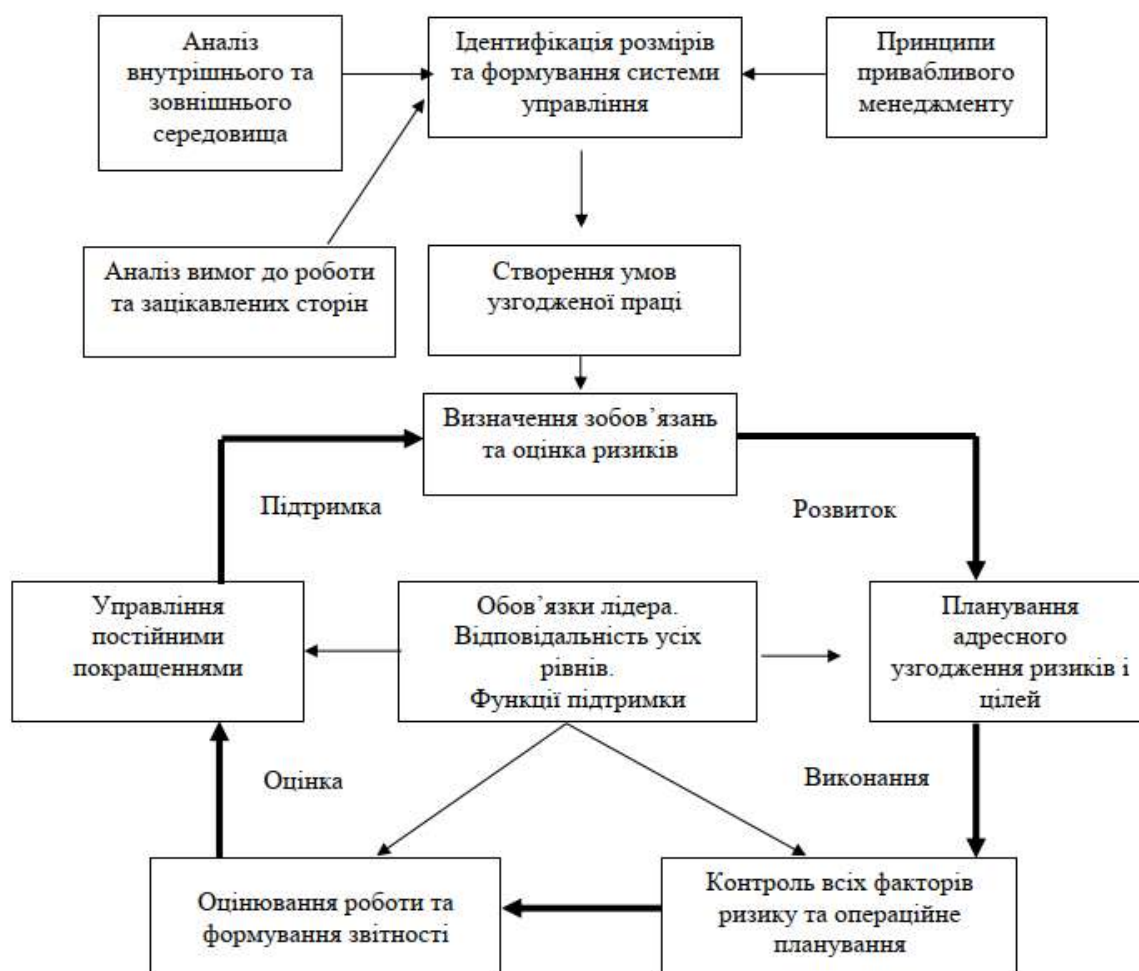 Аналіз
внутрішнього та
зовнішнього
середовища
Ідентифікація розмірів
та формування системи
управління
Принципи
привабливого
менеджменту
Аналіз вимог до роботи
та зацікавлених сторін
Створення умов
узгодженої праці
Визначення зобов’язань
та оцінка ризиків
Підтримка
Розвиток
Управління
постійними
покращеннями
Обов’язки лідера.
Відповідальність усіх
рівнів.
Функції підтримки
Планування
адресного
узгодження ризиків і
цілей
Оцінка
Виконання
Оцінювання роботи та
формування звітності
Контроль всіх факторів
ризику та операційне
планування